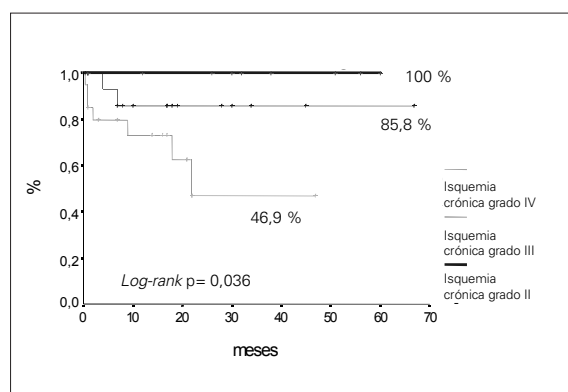 1,0
100 %
85,8 %
0,8
0,6
%
Isquemia
crónica grado IV
0,4
46,9 %
Isquemia
crónica grado III
0,2
Log-rank p= 0,036
Isquemia
crónica grado II
0,0
0 10 20 30 40 50 60 70
meses